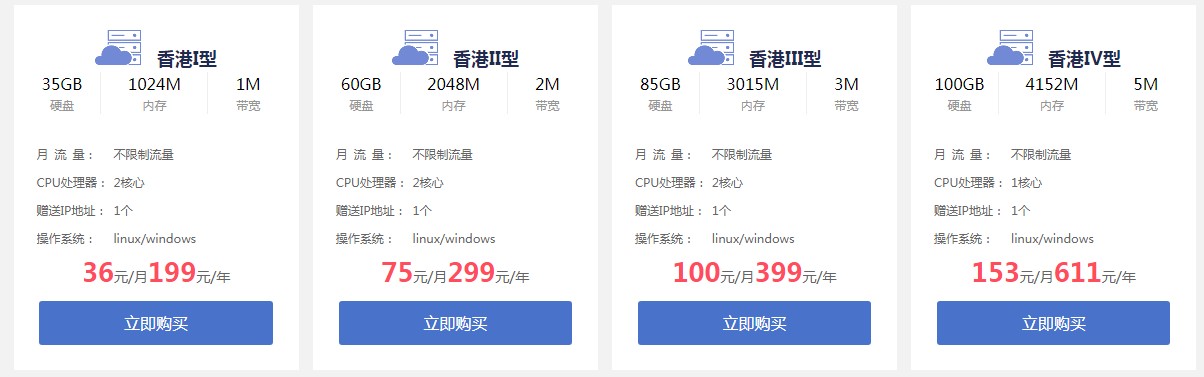 香港I型
35GB 1024M 1M
硬盘 内存 带宽
月 流 量： 不限制流量
CPU处理器： 2核心
赠送IP地址： 1个
操作系统： linux/windows
36元/月199元/年
立即购买
香港II型
60GB 2048M 2M
硬盘 内存 带宽
月 流 量： 不限制流量
CPU处理器： 2核心
赠送IP地址： 1个
操作系统： linux/windows
75元/月299元/年
立即购买
香港III型
85GB 3015M 3M
硬盘 内存 带宽
月 流 量： 不限制流量
CPU处理器： 2核心
赠送IP地址： 1个
操作系统： linux/windows
100元/月399元/年
立即购买
香港IV型
100GB 4152M 5M
硬盘 内存 带宽
月 流 量： 不限制流量
CPU处理器： 1核心
赠送IP地址： 1个
操作系统： linux/windows
153元/月611元/年
立即购买